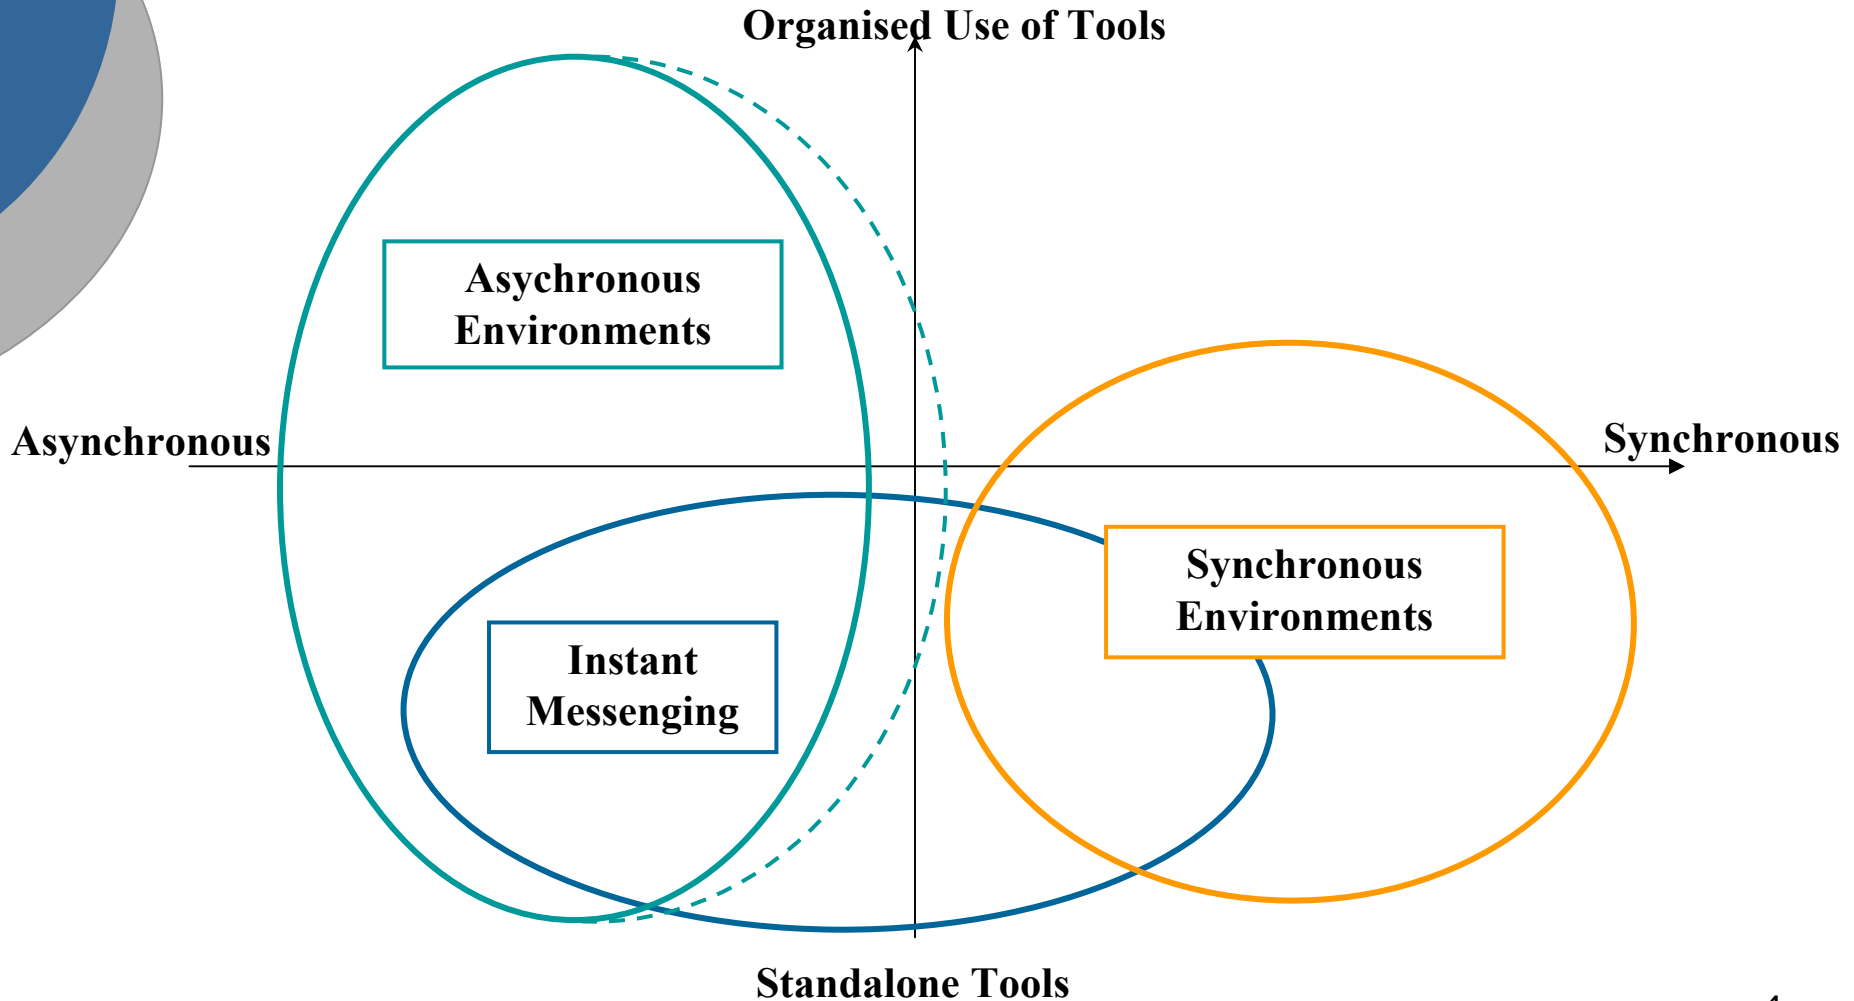 Organised Use of Tools
Asychronous
Environments
Asynchronous
Synchronous
Synchronous
Environments
Instant
Messenging
Standalone Tools